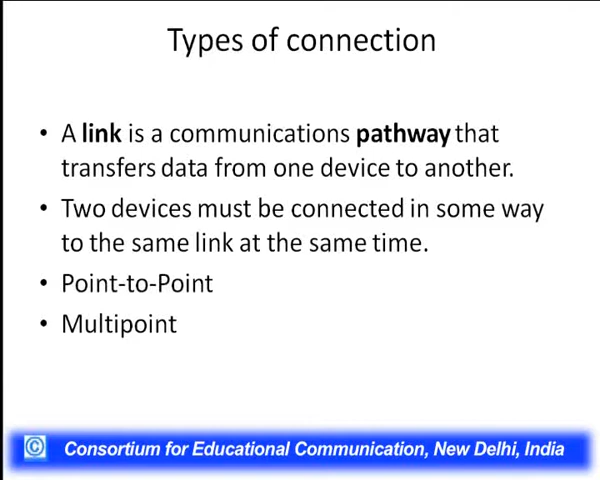 Types of connection
• A link is a communications pathway that
transfers data from one device to another.
• Two devices must be connected in some way
to the same link at the same time.
• Point-to-Point
• Multipoint
© Consortium for Educational Communication, New Delhi, India